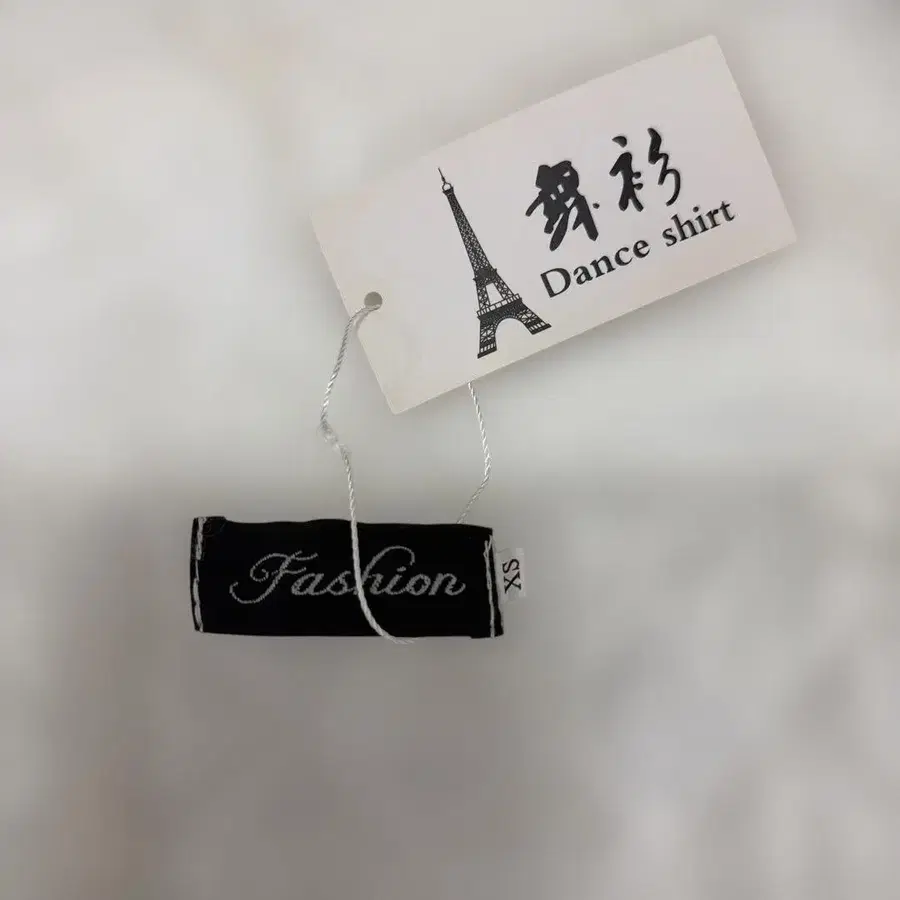 舞衫
Dance shirt
Fashion
XS